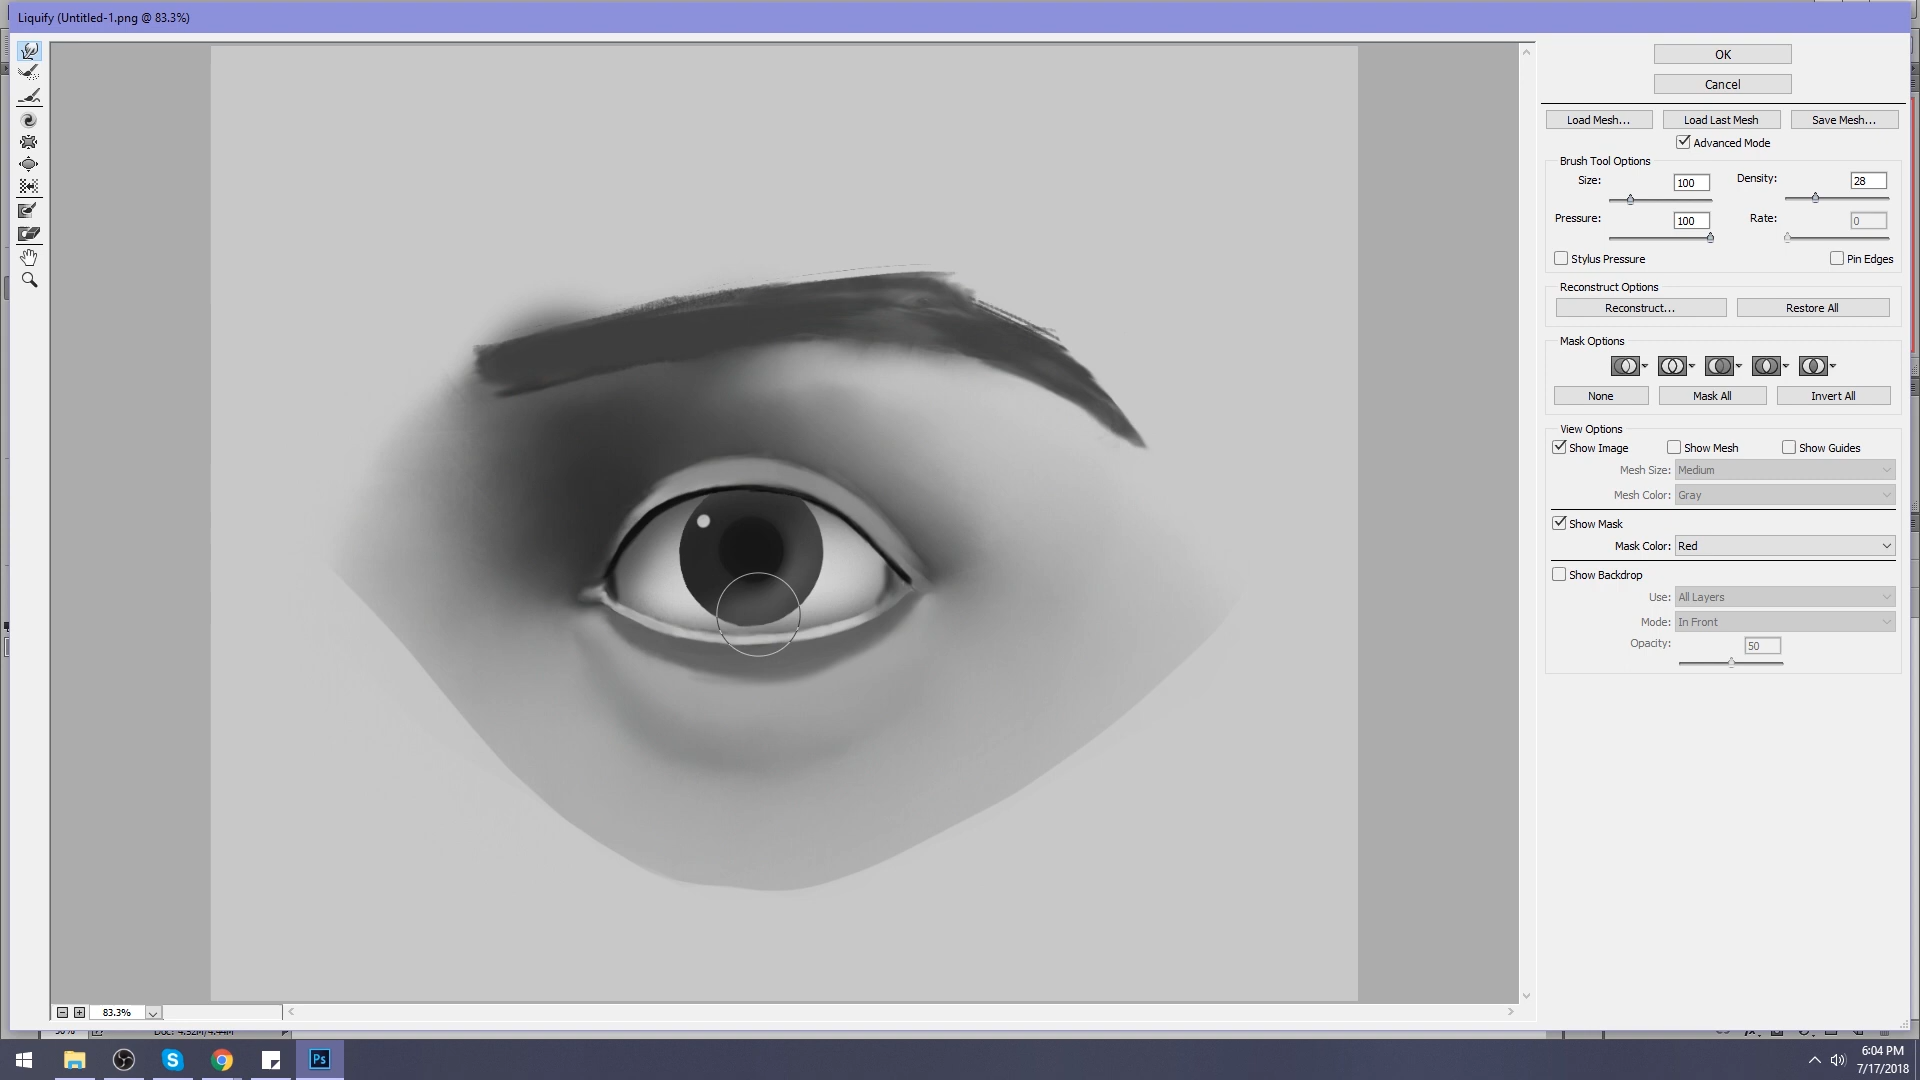 Liquify (Untitled-1.png @ 83.3%)
OK
Cancel
Load Mesh... Load Last Mesh Save Mesh...
Advanced Mode
Brush Tool Options
Size: 100 Density: 28
Pressure: 100 Rate: 0
Stylus Pressure Pin Edges
Reconstruct Options
Reconstruct... Restore All
Mask Options
None Mask All Invert All
View Options
Show Image Show Mesh Show Guides
Mesh Size: Medium
Mesh Color: Gray
Show Mask
Mask Color: Red
Show Backdrop
Use: All Layers
Mode: In Front
Opacity: 50
83.3%
Ps
6:04 PM
7/17/2018